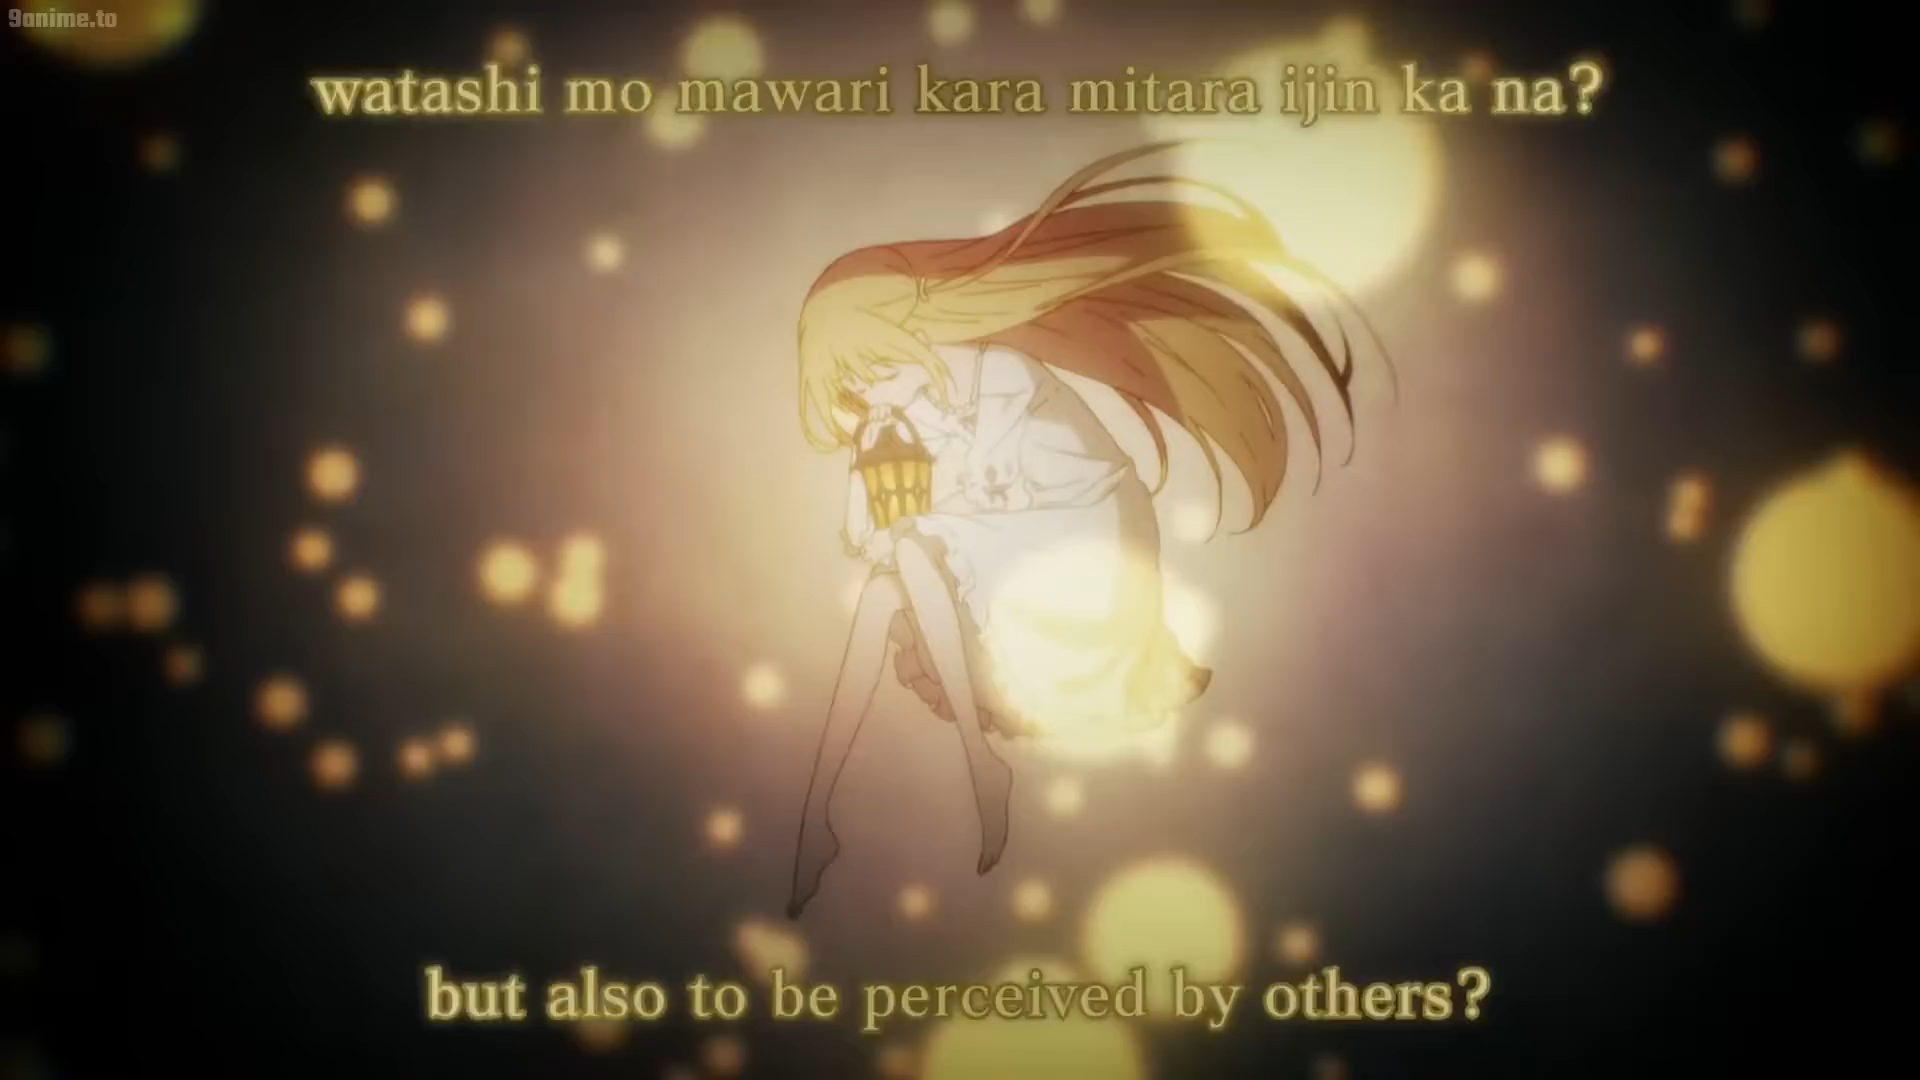 9anime.to
watashi mo mawari kara mitara ijin ka na?
but also to be perceived by others?